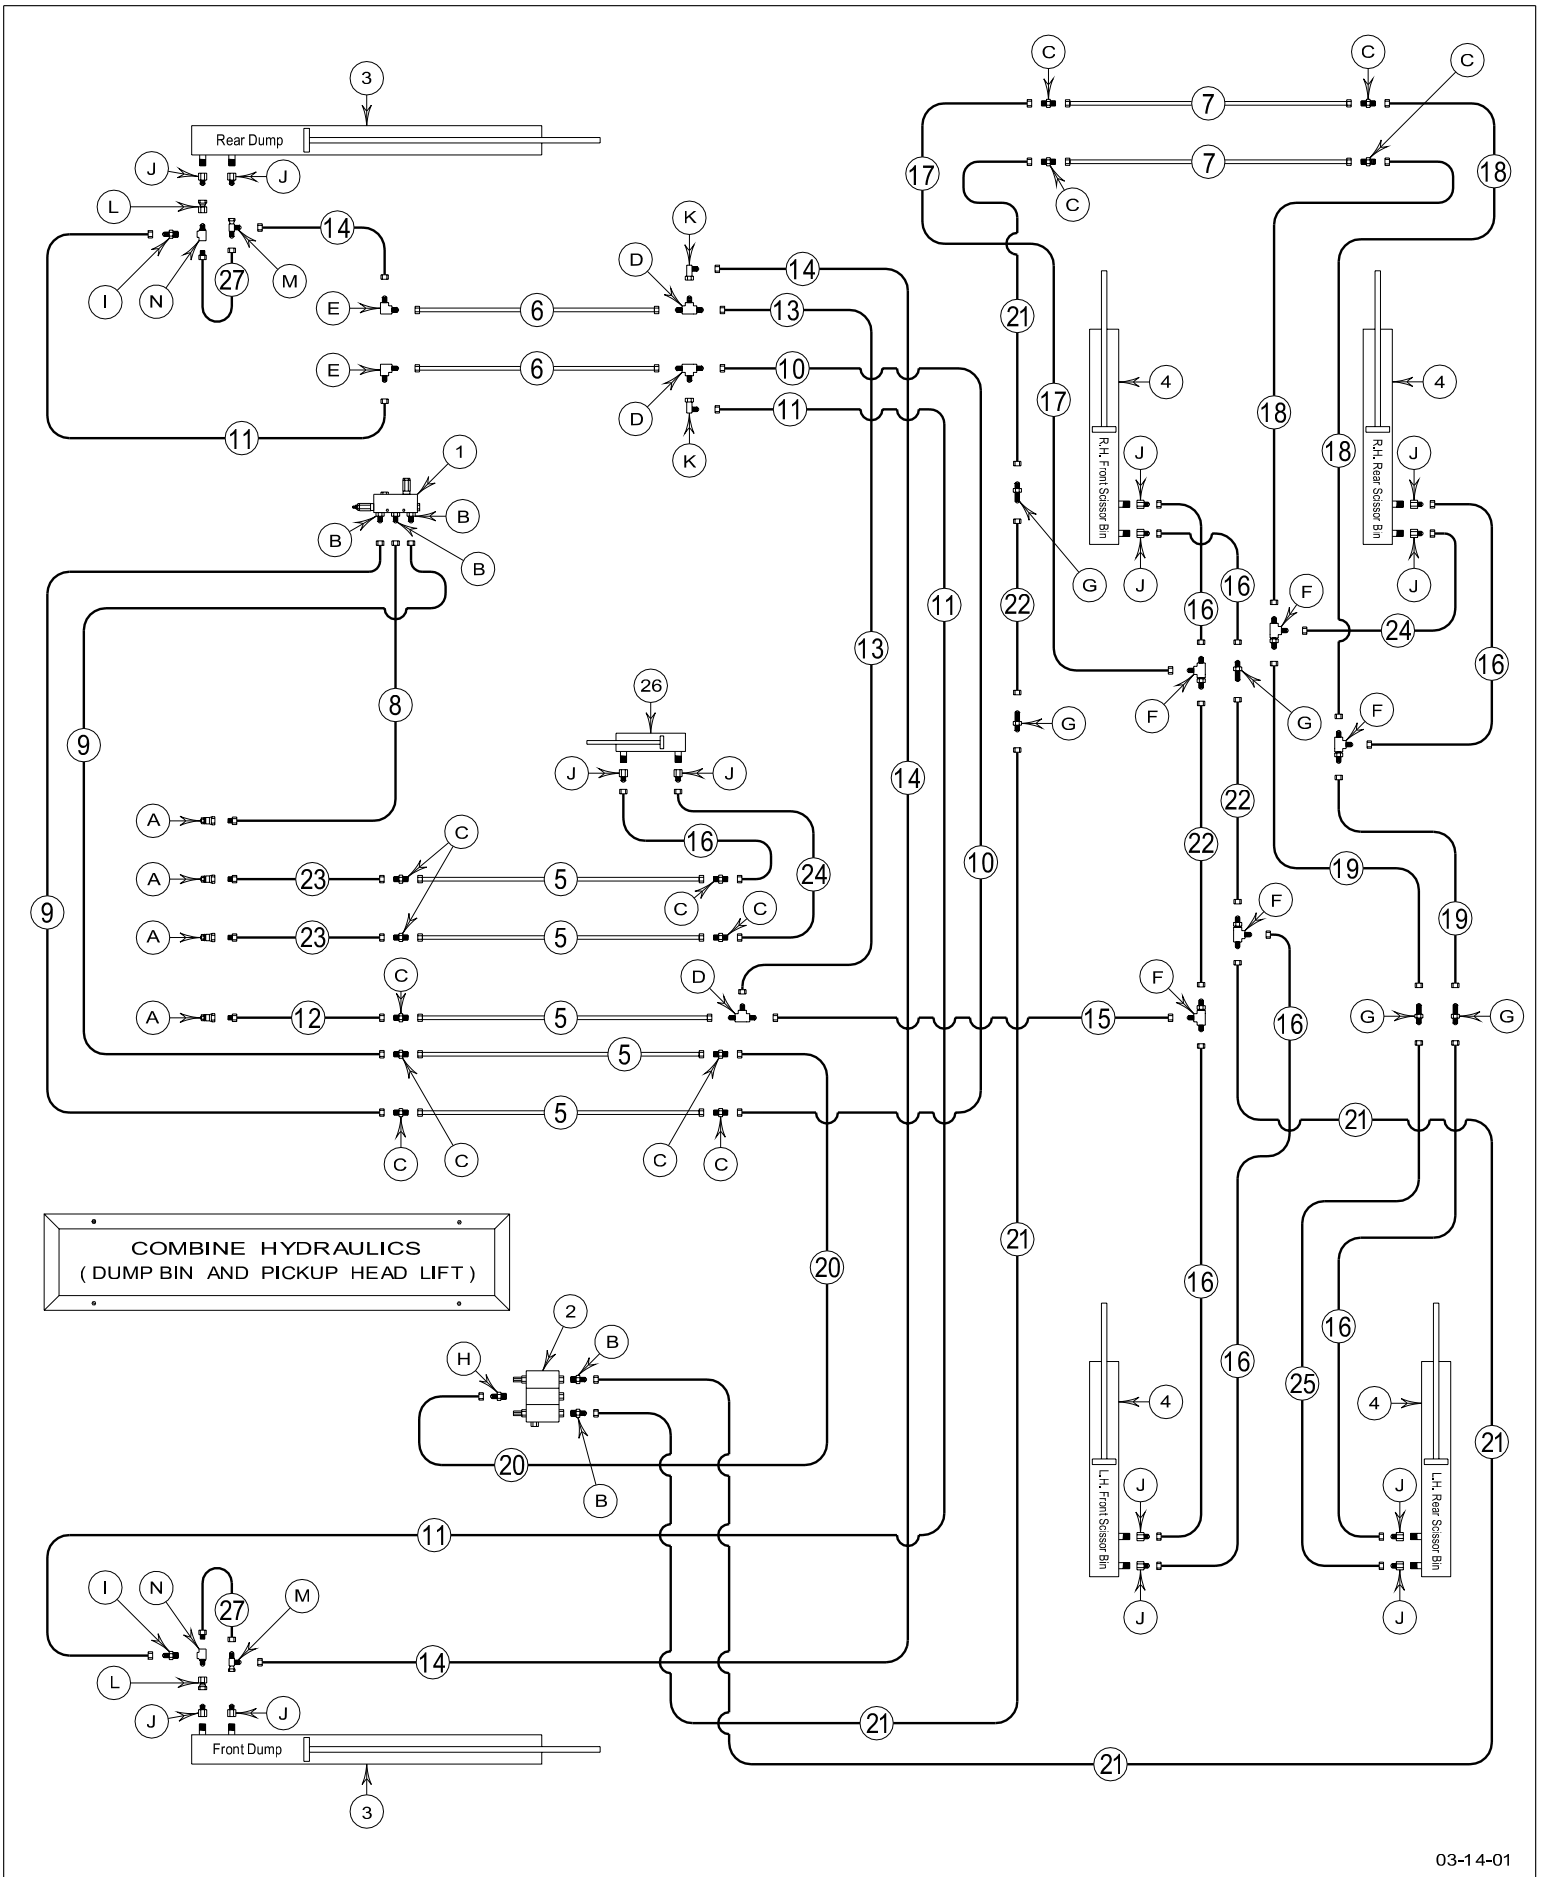 C
C
C
3
7
Rear Dump
7
J
J
17
18
L
C
K
14
D
14
27
M
I
N
E
6
13
21
E
6
10
4
4
17
D
11
18
11
K
1
R.H. Front Scissor Bin
J
R.H. Rear Scissor Bin
J
18
B
B
B
G
J
J
16
16
F
22
11
24
13
16
26
F
G
F
8
G
9
J
J
14
22
A
C
16
22
10
19
A
23
5
24
C
C
F
9
19
A
23
5
C
D
F
A
12
5
15
16
G
G
5
5
21
C
C
C
C
21
COMBINE HYDRAULICS
( DUMP BIN AND PICKUP HEAD LIFT )
20
16
2
B
16
H
16
25
4
4
21
20
B
L.H. Front Scissor Bin
J
J
L.H. Rear Scissor Bin
11
I
N
27
M
J
J
14
L
J
J
21
Front Dump
21
3
03-14-01